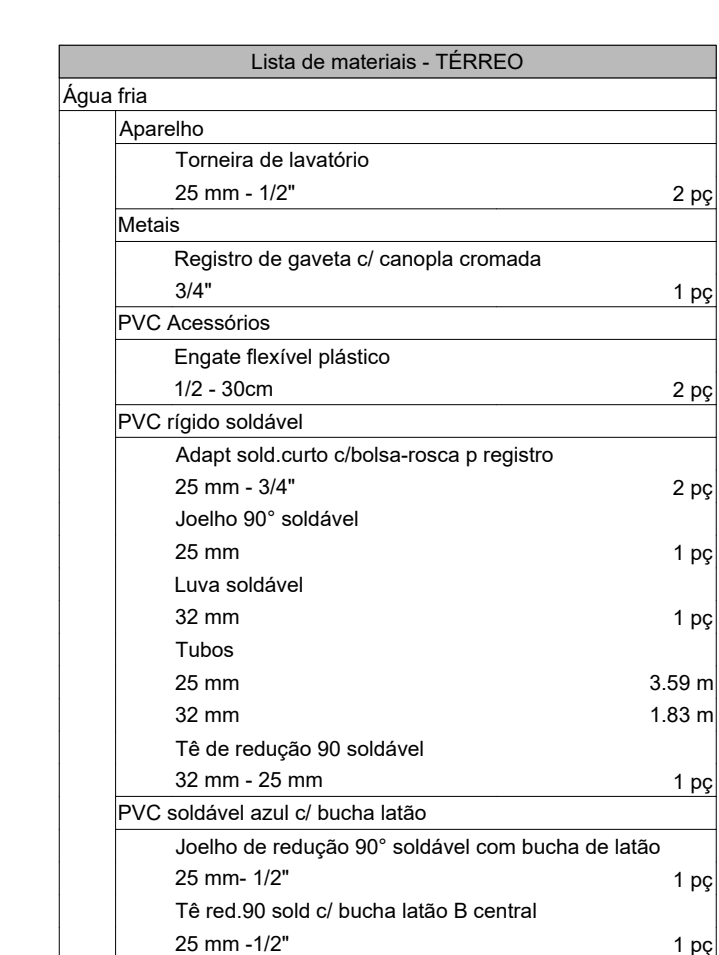 Lista de materiais - TÉRREO
Água fria
Aparelho
Torneira de lavatório
25 mm - 1/2" 2 pç
Metais
Registro de gaveta c/ canopla cromada
3/4" 1 pç
PVC Acessórios
Engate flexível plástico
1/2 - 30cm 2 pç
PVC rígido soldável
Adapt sold.curto c/bolsa-rosca p registro
25 mm - 3/4" 2 pç
Joelho 90° soldável
25 mm 1 pç
Luva soldável
32 mm 1 pç
Tubos
25 mm 3.59 m
32 mm 1.83 m
Tê de redução 90 soldável
32 mm - 25 mm 1 pç
PVC soldável azul c/ bucha latão
Joelho de redução 90° soldável com bucha de latão
25 mm- 1/2" 1 pç
Tê red.90 sold c/ bucha latão B central
25 mm -1/2" 1 pç